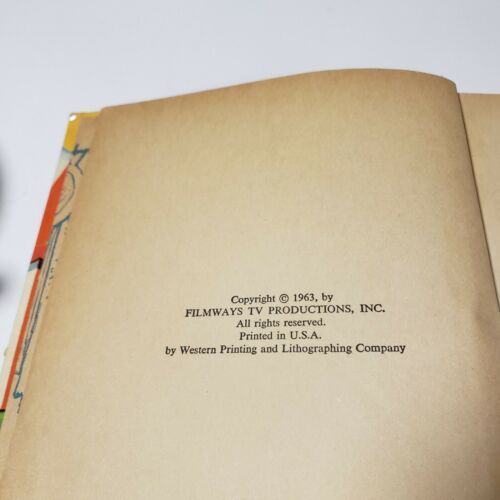 Copyright © 1963, by
FILMWAYS TV PRODUCTIONS, INC.
All rights reserved.
Printed in U.S.A.
by Western Printing and Lithographing Company